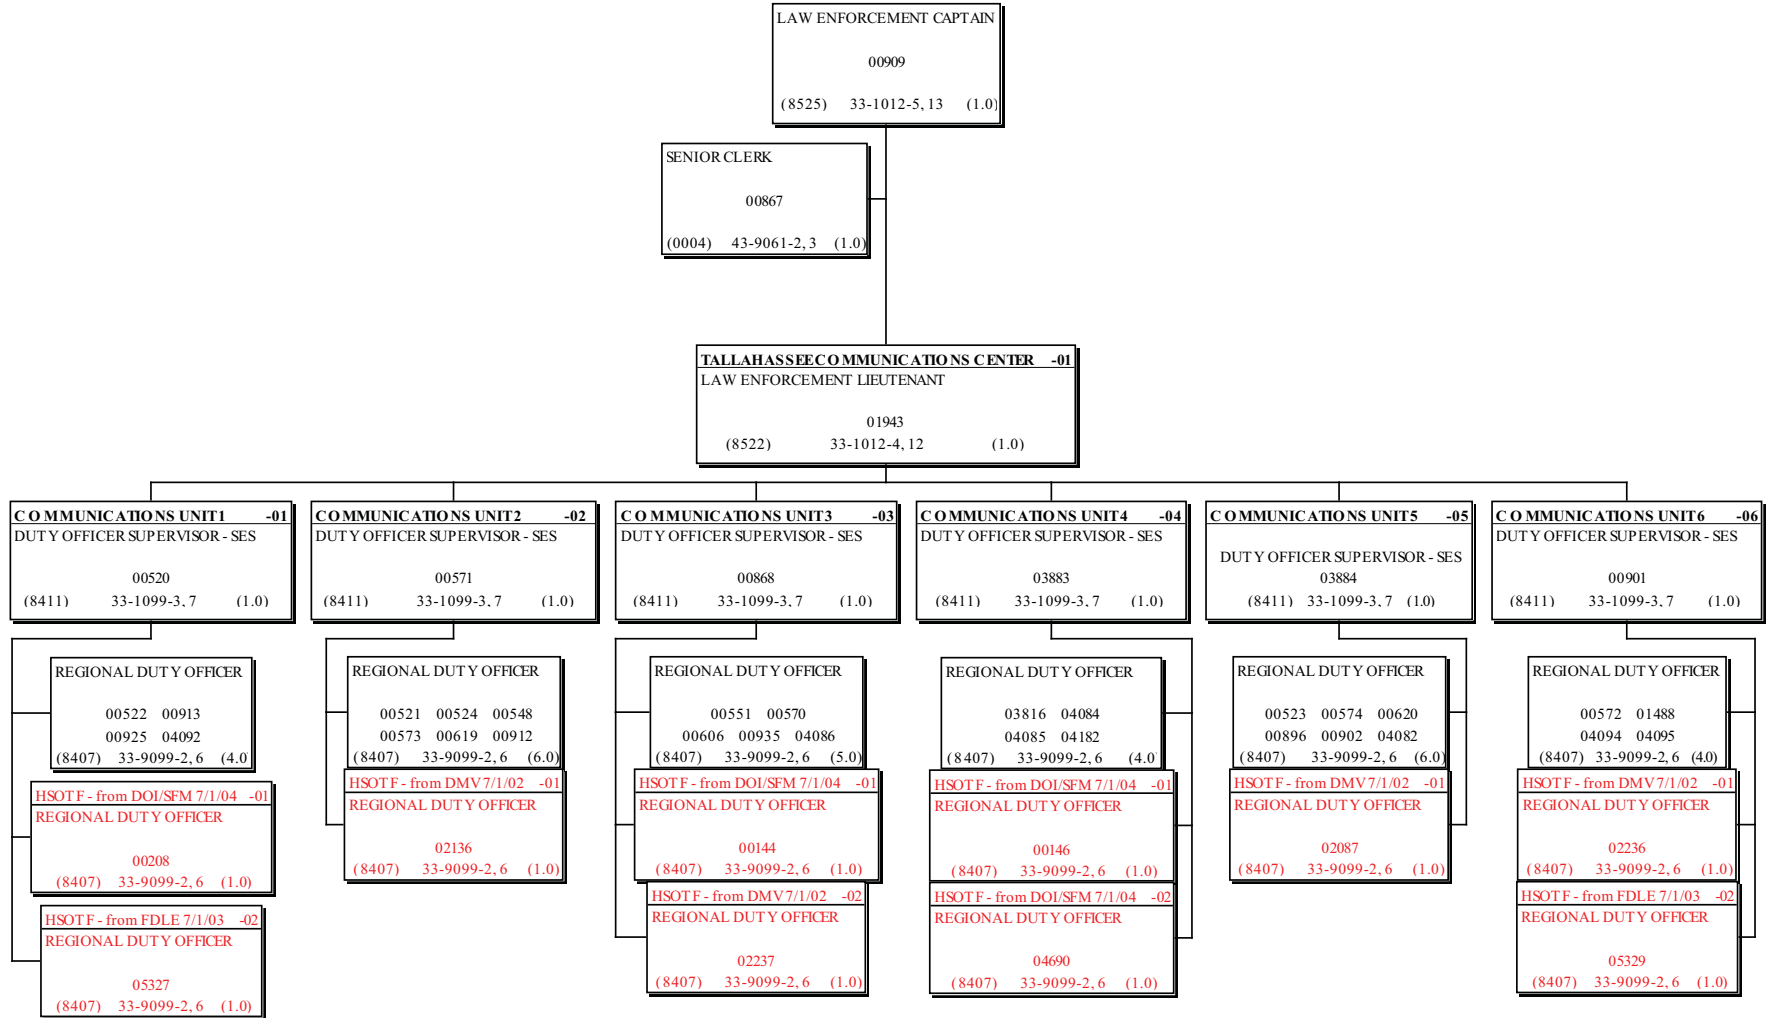 LAW ENFORCEMENT CAPTAIN
00909
(8525) 33-1012-5, 13 (1.0)
SENIOR CLERK
00867
(0004) 43-9061-2, 3 (1.0)
TALLAHASSEE COMMUNICATIONS CENTER -01
LAW ENFORCEMENT LIEUTENANT
01943
(8522) 33-1012-4, 12 (1.0)
COMMUNICATIONS UNIT 1 -01
DUTY OFFICER SUPERVISOR - SES
00520
(8411) 33-1099-3, 7 (1.0)
REGIONAL DUTY OFFICER
00522 00913
00925 04092
(8407) 33-9099-2, 6 (4.0)
HSOTF - from DOI/SFM 7/1/04 -01
REGIONAL DUTY OFFICER
00208
(8407) 33-9099-2, 6 (1.0)
HSOTF - from FDLE 7/1/03 -02
REGIONAL DUTY OFFICER
05327
(8407) 33-9099-2, 6 (1.0)
COMMUNICATIONS UNIT 2 -02
DUTY OFFICER SUPERVISOR - SES
00571
(8411) 33-1099-3, 7 (1.0)
REGIONAL DUTY OFFICER
00521 00524 00548
00573 00619 00912
(8407) 33-9099-2, 6 (6.0)
HSOTF - from DMV 7/1/02 -01
REGIONAL DUTY OFFICER
02136
(8407) 33-9099-2, 6 (1.0)
COMMUNICATIONS UNIT 3 -03
DUTY OFFICER SUPERVISOR - SES
00868
(8411) 33-1099-3, 7 (1.0)
REGIONAL DUTY OFFICER
00551 00570
00606 00935 04086
(8407) 33-9099-2, 6 (5.0)
HSOTF - from DOI/SFM 7/1/04 -01
REGIONAL DUTY OFFICER
00144
(8407) 33-9099-2, 6 (1.0)
HSOTF - from DMV 7/1/02 -02
REGIONAL DUTY OFFICER
02237
(8407) 33-9099-2, 6 (1.0)
COMMUNICATIONS UNIT 4 -04
DUTY OFFICER SUPERVISOR - SES
03883
(8411) 33-1099-3, 7 (1.0)
REGIONAL DUTY OFFICER
03816 04084
04085 04182
(8407) 33-9099-2, 6 (4.0)
HSOTF - from DOI/SFM 7/1/04 -01
REGIONAL DUTY OFFICER
00146
(8407) 33-9099-2, 6 (1.0)
HSOTF - from DOI/SFM 7/1/04 -02
REGIONAL DUTY OFFICER
04690
(8407) 33-9099-2, 6 (1.0)
COMMUNICATIONS UNIT 5 -05
DUTY OFFICER SUPERVISOR - SES
03884
(8411) 33-1099-3, 7 (1.0)
REGIONAL DUTY OFFICER
00523 00574 00620
00896 00902 04082
(8407) 33-9099-2, 6 (6.0)
HSOTF - from DMV 7/1/02 -01
REGIONAL DUTY OFFICER
02087
(8407) 33-9099-2, 6 (1.0)
COMMUNICATIONS UNIT 6 -06
DUTY OFFICER SUPERVISOR - SES
00901
(8411) 33-1099-3, 7 (1.0)
REGIONAL DUTY OFFICER
00572 01488
04094 04095
(8407) 33-9099-2, 6 (4.0)
HSOTF - from DMV 7/1/02 -01
REGIONAL DUTY OFFICER
02236
(8407) 33-9099-2, 6 (1.0)
HSOTF - from FDLE 7/1/03 -02
REGIONAL DUTY OFFICER
05329
(8407) 33-9099-2, 6 (1.0)